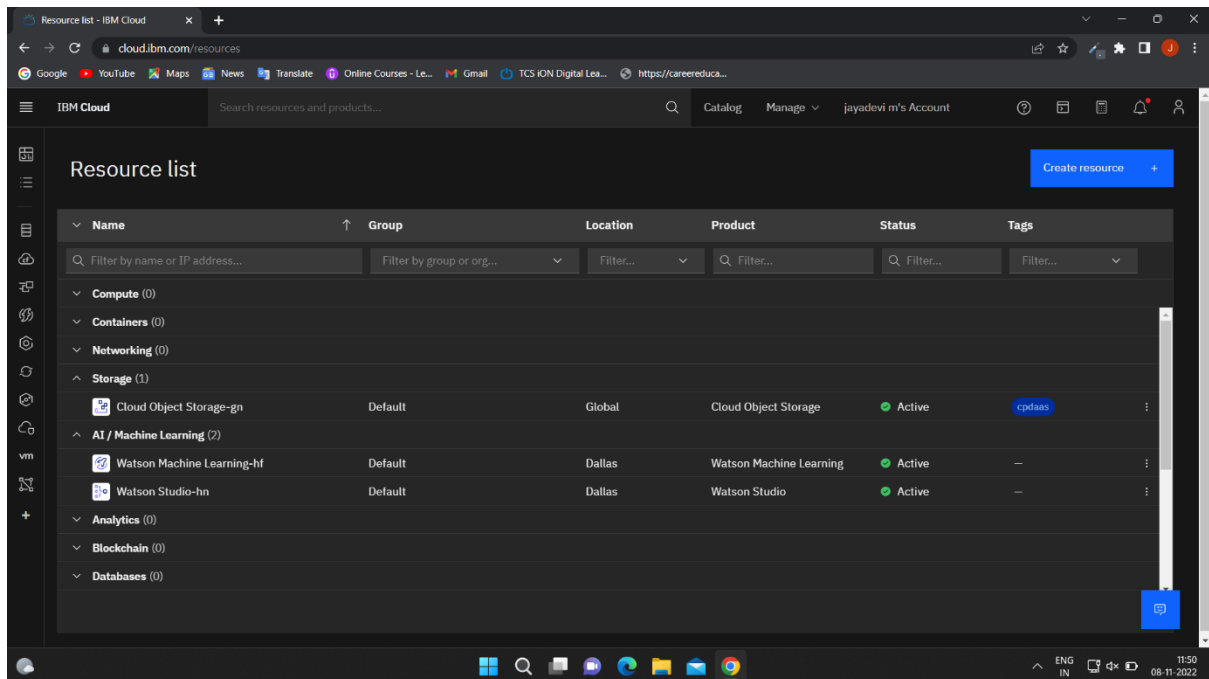 Resource list - IBM Cloud
cloud.ibm.com/resources
Google YouTube Maps News Translate Online Courses - Le... Gmail TCS iON Digital Lea... https://careereduca...
IBM Cloud Search resources and products... Catalog Manage jayadevi m's Account
Resource list Create resource +
Name Group Location Product Status Tags
Filter by name or IP address... Filter by group or org... Filter... Filter... Filter... Filter...
Compute (0)
Containers (0)
Networking (0)
Storage (1)
Cloud Object Storage-gn Default Global Cloud Object Storage Active cpdaas
AI / Machine Learning (2)
Watson Machine Learning-hf Default Dallas Watson Machine Learning Active –
Watson Studio-hn Default Dallas Watson Studio Active –
Analytics (0)
Blockchain (0)
Databases (0)
vm
J
ENG 11:50
IN 08-11-2022